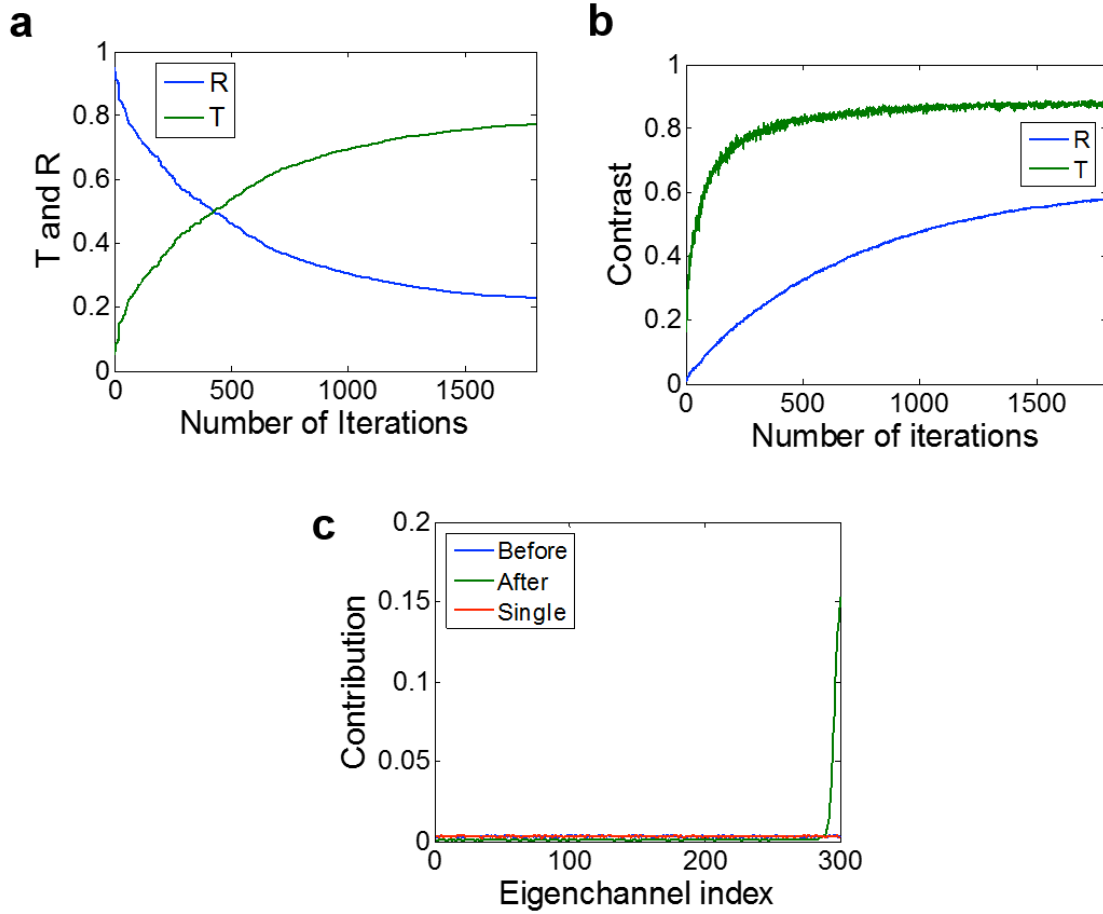 a
1
0.8
0.6
0.4
0.2
0
T and R
R
T
0 500 1000 1500
Number of Iterations
b
1
0.8
0.6
0.4
0.2
0
Contrast
R
T
0 500 1000 1500
Number of iterations
c
0.2
0.15
0.1
0.05
0
Contribution
Before
After
Single
0 100 200 300
Eigenchannel index